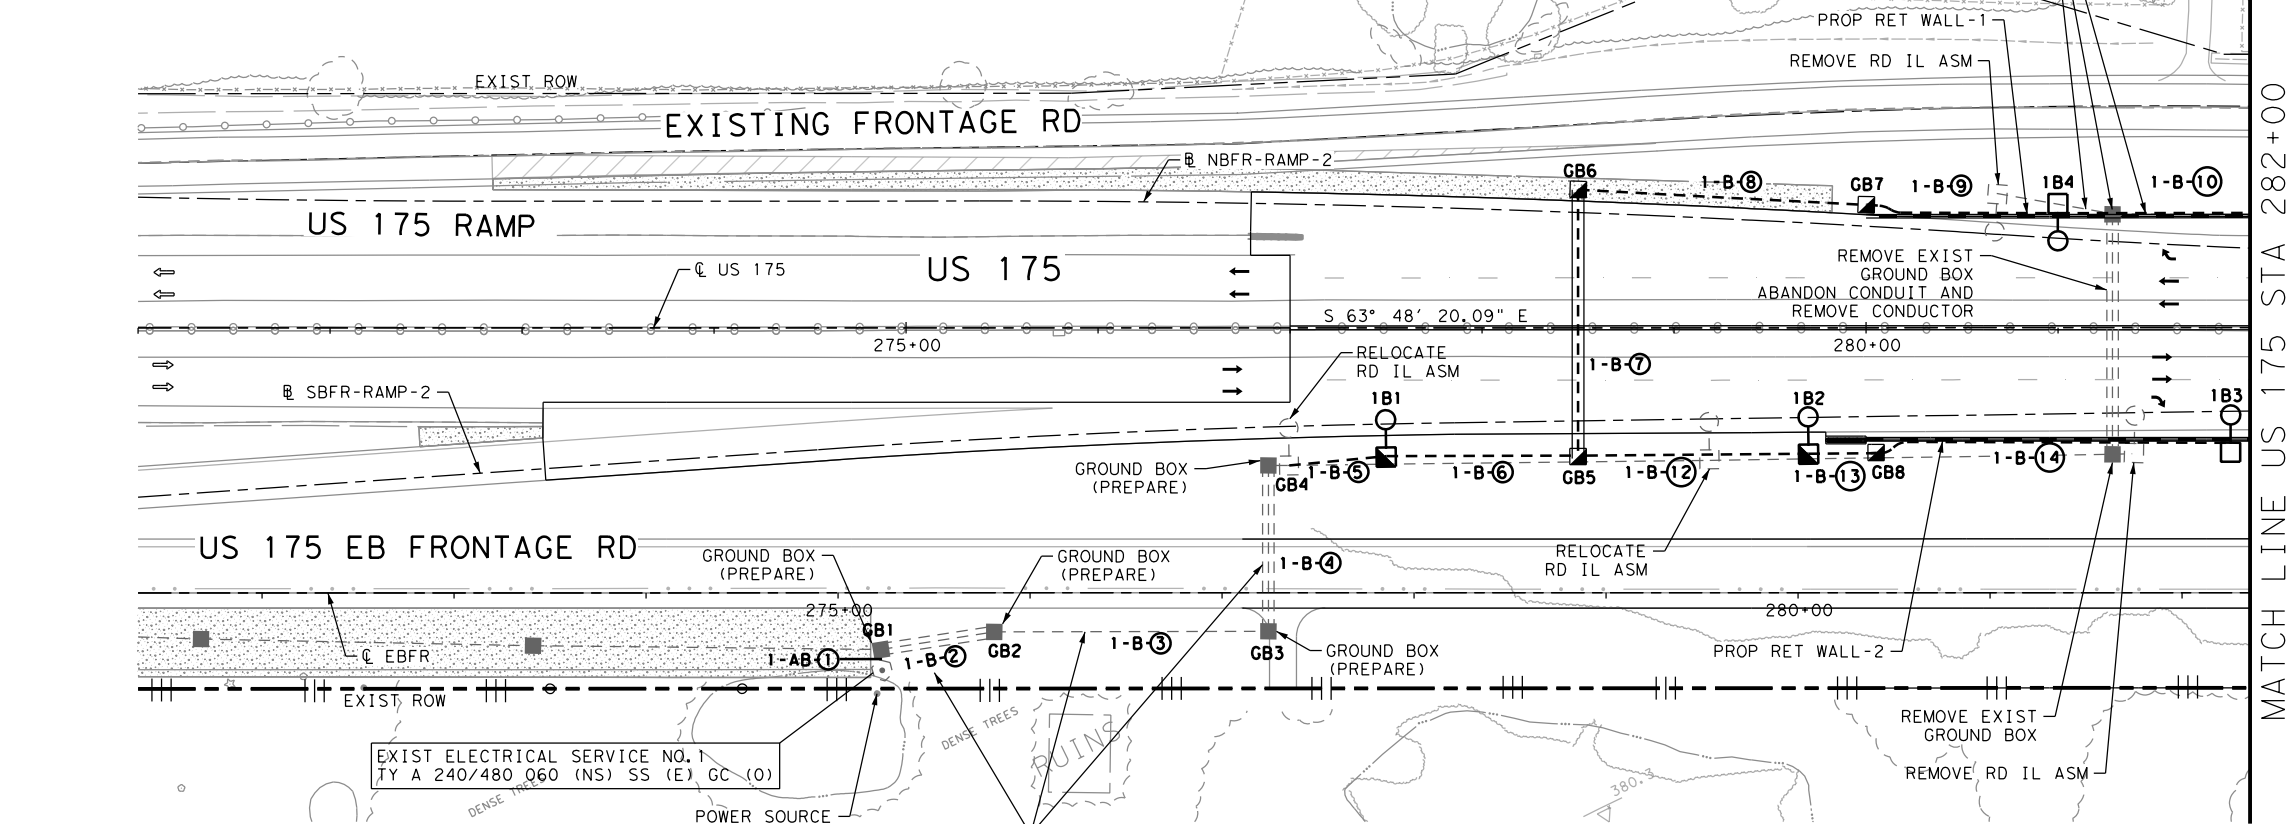 PROP RET WALL-1
REMOVE RD IL ASM
EXIST ROW
EXISTING FRONTAGE RD
℄ NBFR-RAMP-2
GB6
1-B-8
GB7
1-B-9
1B4
1-B-10
US 175 RAMP
US 175
℄ US 175
REMOVE EXIST
GROUND BOX
ABANDON CONDUIT AND
REMOVE CONDUCTOR
S 63° 48' 20.09" E
275+00
280+00
RELOCATE
RD IL ASM
1-B-7
℄ SBFR-RAMP-2
1B1
1B2
1B3
GROUND BOX
(PREPARE)
GB4
1-B-5
1-B-6
GB5
1-B-12
1-B-13
GB8
1-B-14
US 175 EB FRONTAGE RD
GROUND BOX
(PREPARE)
GROUND BOX
(PREPARE)
1-B-4
RELOCATE
RD IL ASM
275+00
280+00
GB1
GB2
GB3
1-AB-1
1-B-2
1-B-3
℄ EBFR
GROUND BOX
(PREPARE)
PROP RET WALL-2
EXIST ROW
DENSE TREES
RUINS
REMOVE EXIST
GROUND BOX
EXIST ELECTRICAL SERVICE NO.1
TY A 240/480 060 (NS) SS (E) GC (O)
DENSE TREES
POWER SOURCE
380.3
REMOVE RD IL ASM
MATCH LINE US 175 STA 282+00